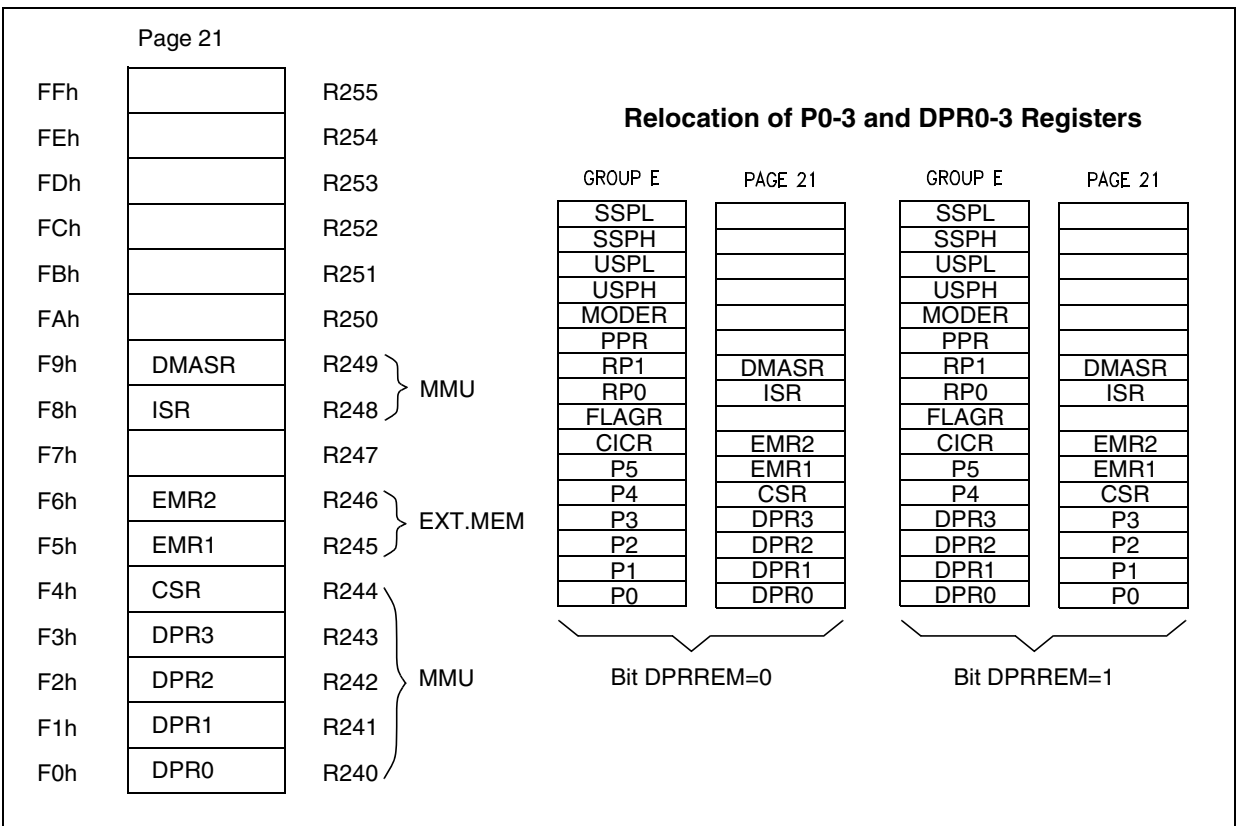 Page 21
FFh R255
FEh R254
FDh R253
FCh R252
FBh R251
FAh R250
F9h DMASR R249
MMU
F8h ISR R248
F7h R247
F6h EMR2 R246
EXT.MEM
F5h EMR1 R245
F4h CSR R244
F3h DPR3 R243
F2h DPR2 R242 MMU
F1h DPR1 R241
F0h DPR0 R240
Relocation of P0-3 and DPR0-3 Registers
GROUP E PAGE 21 GROUP E PAGE 21
SSPL SSPL
SSPH SSPH
USPL USPL
USPH USPH
MODER MODER
PPR PPR
RP1 DMASR RP1 DMASR
RP0 ISR RP0 ISR
FLAGR FLAGR
CICR EMR2 CICR EMR2
P5 EMR1 P5 EMR1
P4 CSR P4 CSR
P3 DPR3 DPR3 P3
P2 DPR2 DPR2 P2
P1 DPR1 DPR1 P1
P0 DPR0 DPR0 P0
Bit DPRREM=0 Bit DPRREM=1